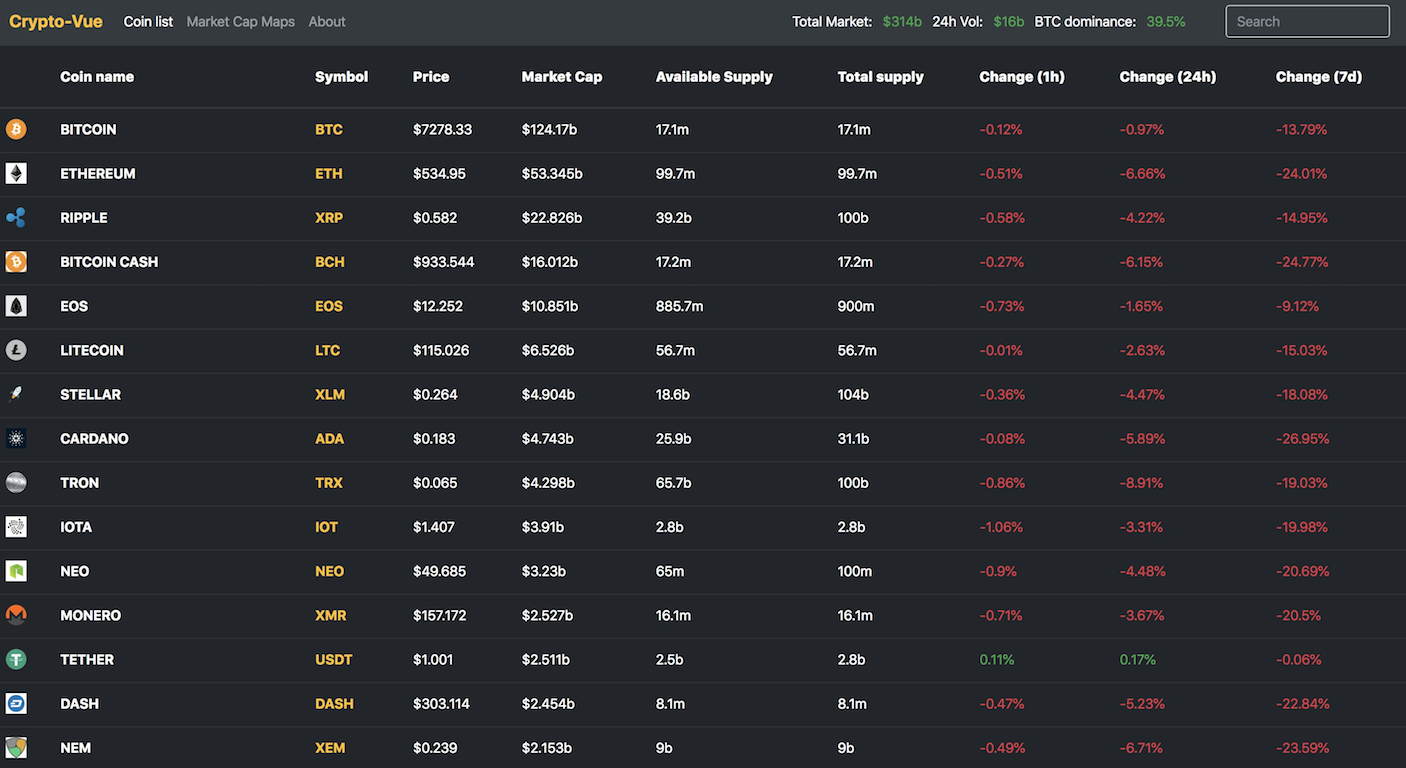 Crypto-Vue Coin list Market Cap Maps About Total Market: $314b 24h Vol: $16b BTC dominance: 39.5% Search
Coin name Symbol Price Market Cap Available Supply Total supply Change (1h) Change (24h) Change (7d)
BITCOIN BTC $7278.33 $124.17b 17.1m 17.1m -0.12% -0.97% -13.79%
ETHEREUM ETH $534.95 $53.345b 99.7m 99.7m -0.51% -6.66% -24.01%
RIPPLE XRP $0.582 $22.826b 39.2b 100b -0.58% -4.22% -14.95%
BITCOIN CASH BCH $933.544 $16.012b 17.2m 17.2m -0.27% -6.15% -24.77%
EOS EOS $12.252 $10.851b 885.7m 900m -0.73% -1.65% -9.12%
LITECOIN LTC $115.026 $6.526b 56.7m 56.7m -0.01% -2.63% -15.03%
STELLAR XLM $0.264 $4.904b 18.6b 104b -0.36% -4.47% -18.08%
CARDANO ADA $0.183 $4.743b 25.9b 31.1b -0.08% -5.89% -26.95%
TRON TRX $0.065 $4.298b 65.7b 100b -0.86% -8.91% -19.03%
IOTA IOT $1.407 $3.91b 2.8b 2.8b -1.06% -3.31% -19.98%
NEO NEO $49.685 $3.23b 65m 100m -0.9% -4.48% -20.69%
MONERO XMR $157.172 $2.527b 16.1m 16.1m -0.71% -3.67% -20.5%
TETHER USDT $1.001 $2.511b 2.5b 2.8b 0.11% 0.17% -0.06%
DASH DASH $303.114 $2.454b 8.1m 8.1m -0.47% -5.23% -22.84%
NEM XEM $0.239 $2.153b 9b 9b -0.49% -6.71% -23.59%